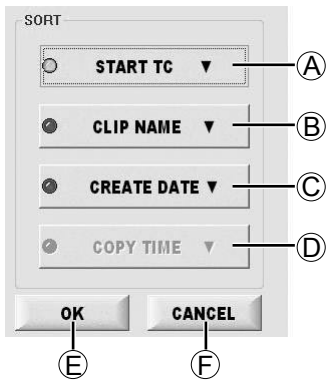 SORT
START TC ▼ Ⓐ
CLIP NAME ▼ Ⓑ
CREATE DATE ▼ Ⓒ
COPY TIME ▼ Ⓓ
OK CANCEL
Ⓔ Ⓕ